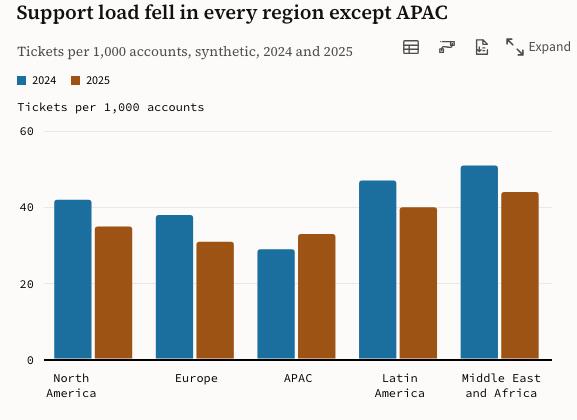 Support load fell in every region except APAC
Tickets per 1,000 accounts, synthetic, 2024 and 2025
Expand
2024 2025
Tickets per 1,000 accounts
60
40
20
0
North America
Europe
APAC
Latin America
Middle East and Africa